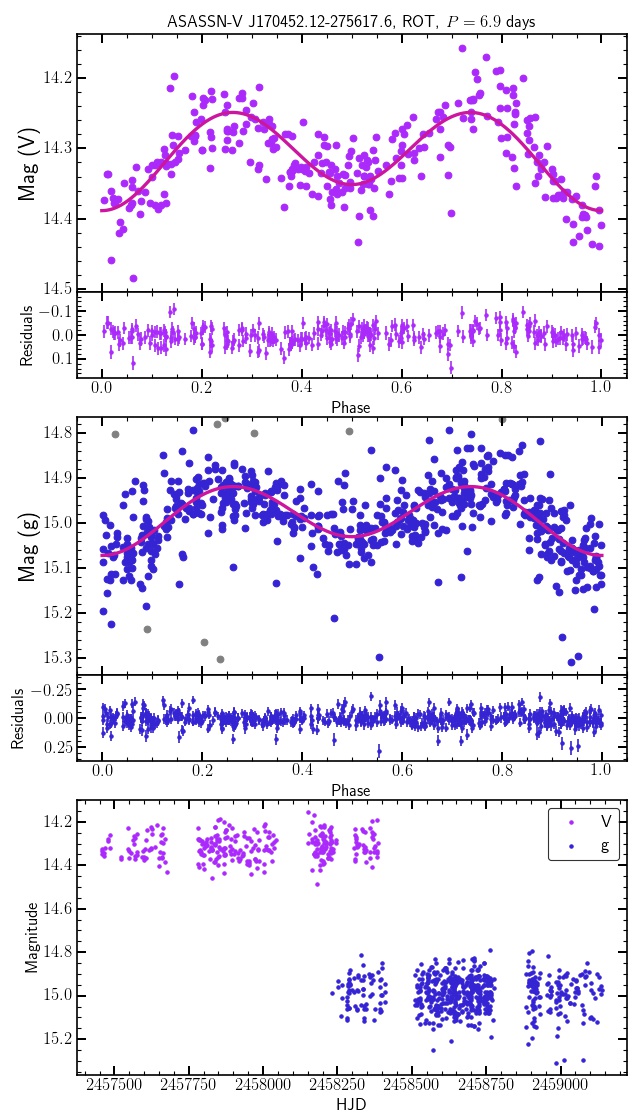 ASASSN-V J170452.12-275617.6, ROT, P = 6.9 days
14.2
14.3
14.4
14.5
Mag (V)
−0.1
0.0
0.1
Residuals
0.0 0.2 0.4 0.6 0.8 1.0
Phase
14.8
14.9
15.0
15.1
15.2
15.3
Mag (g)
−0.25
0.00
0.25
Residuals
0.0 0.2 0.4 0.6 0.8 1.0
Phase
14.2
14.4
14.6
14.8
15.0
15.2
Magnitude
V
g
2457500 2457750 2458000 2458250 2458500 2458750 2459000
HJD